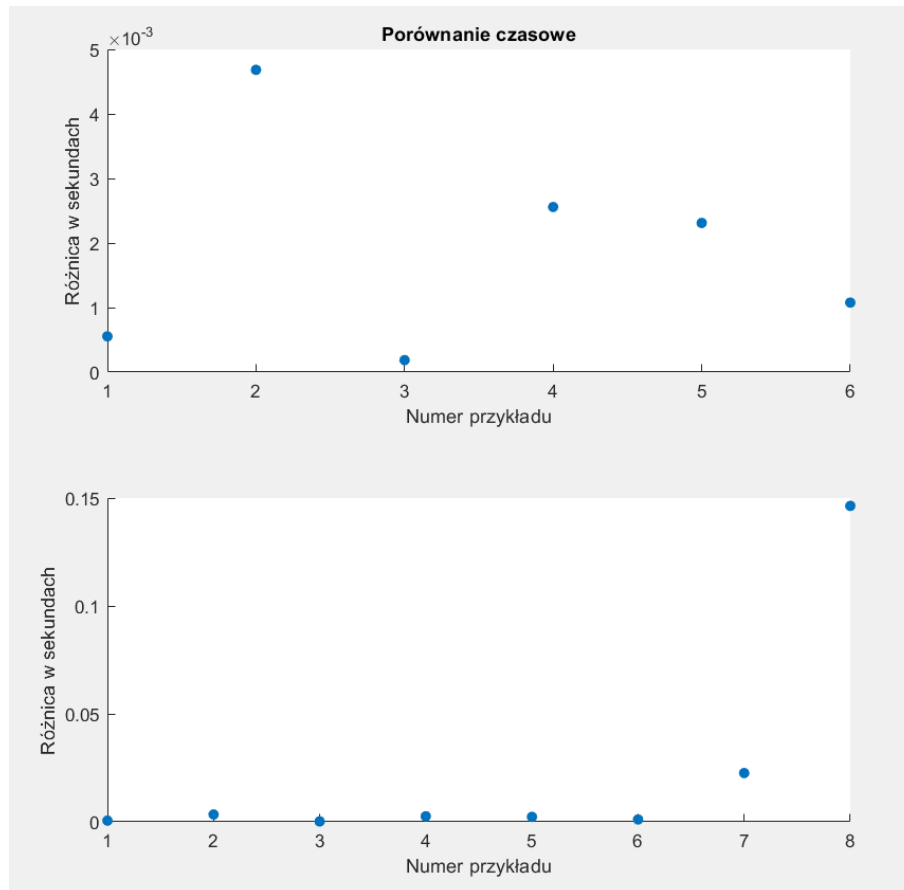 Porównanie czasowe
×10-3
5
4
3
2
1
0
Różnica w sekundach
1 2 3 4 5 6
Numer przykładu
0.15
0.1
0.05
0
Różnica w sekundach
1 2 3 4 5 6 7 8
Numer przykładu